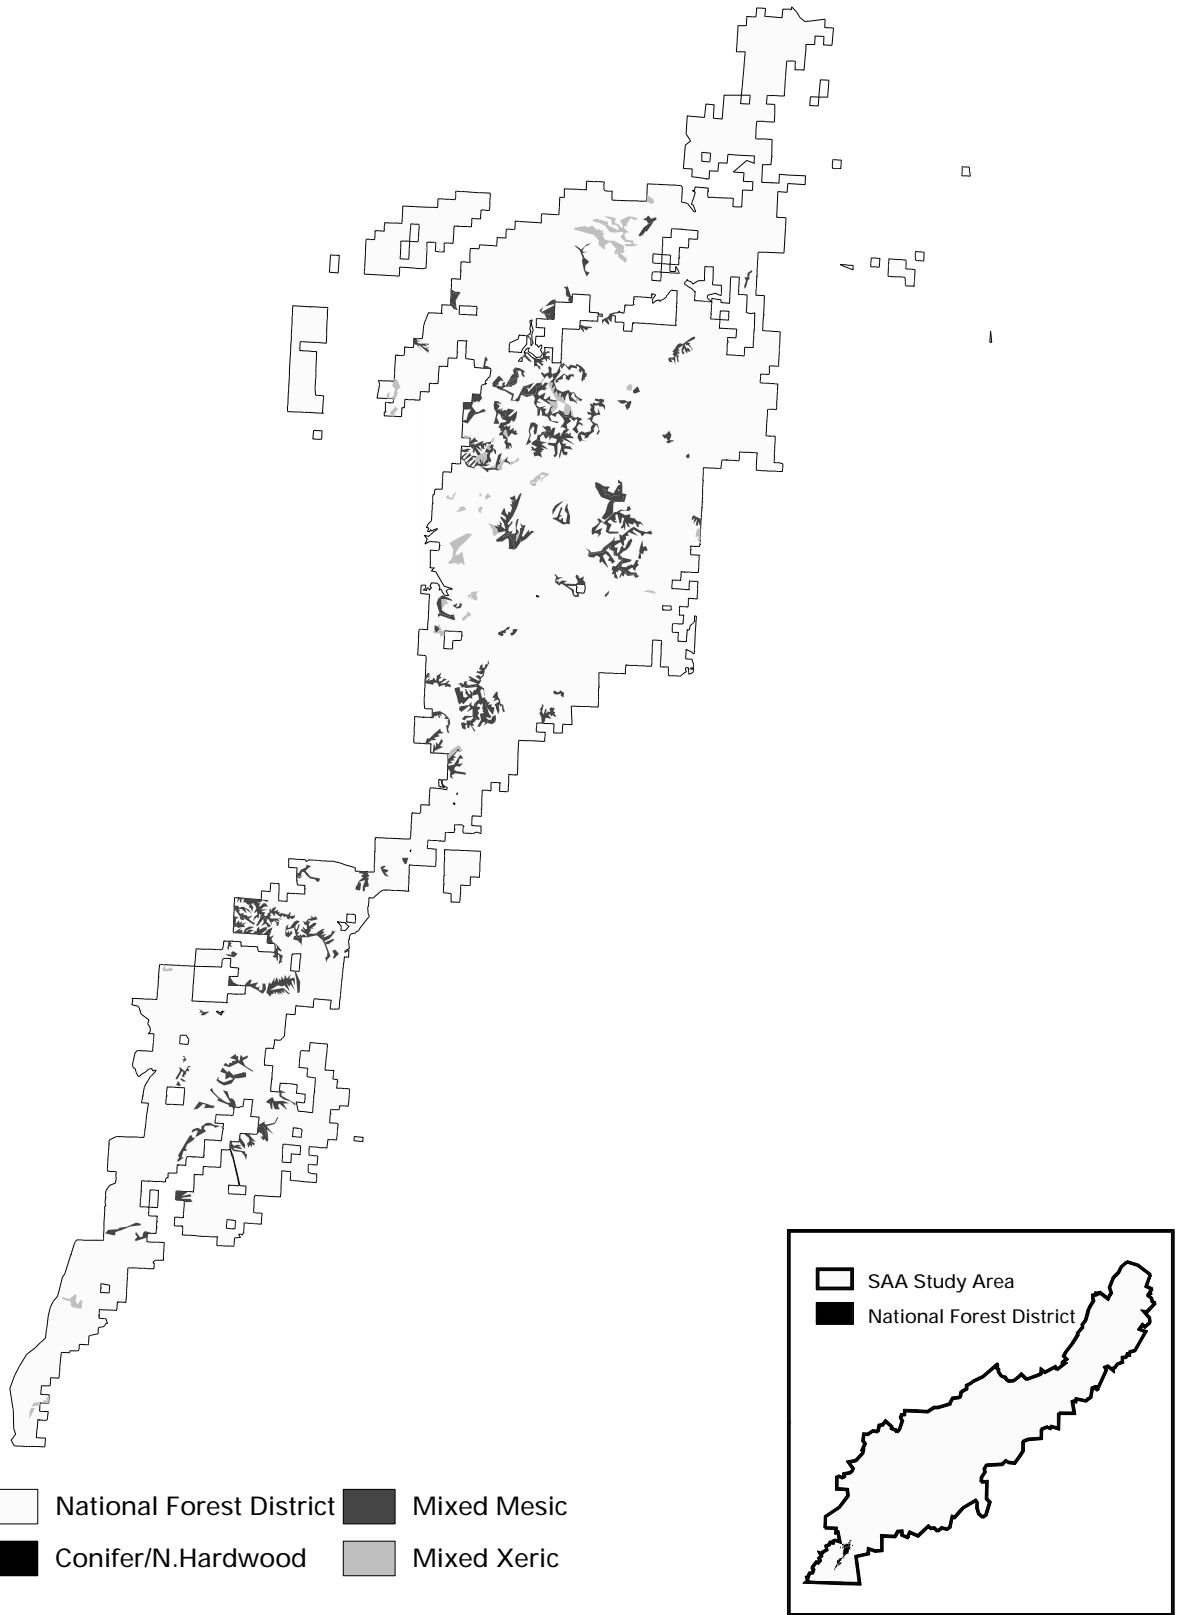 SAA Study Area
National Forest District
National Forest District
Mixed Mesic
Conifer/N.Hardwood
Mixed Xeric